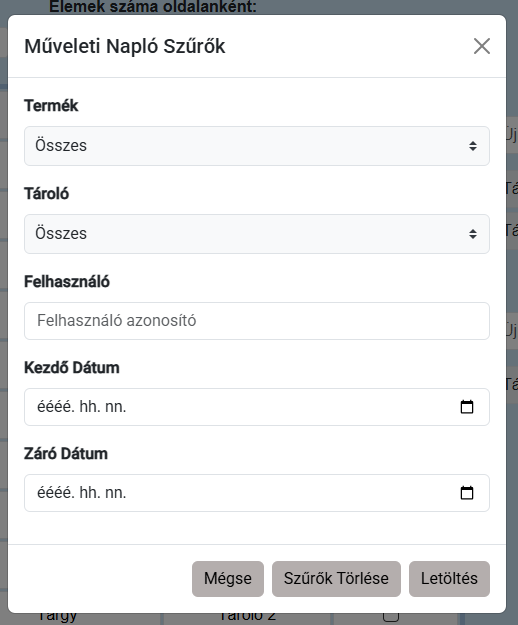 Elemek száma oldalanként:
Műveleti Napló Szűrők
Termék
Összes
Tároló
Összes
Felhasználó
Felhasználó azonosító
Kezdő Dátum
éééé. hh. nn.
Záró Dátum
éééé. hh. nn.
Mégse Szűrők Törlése Letöltés
Tárgy Tároló 2